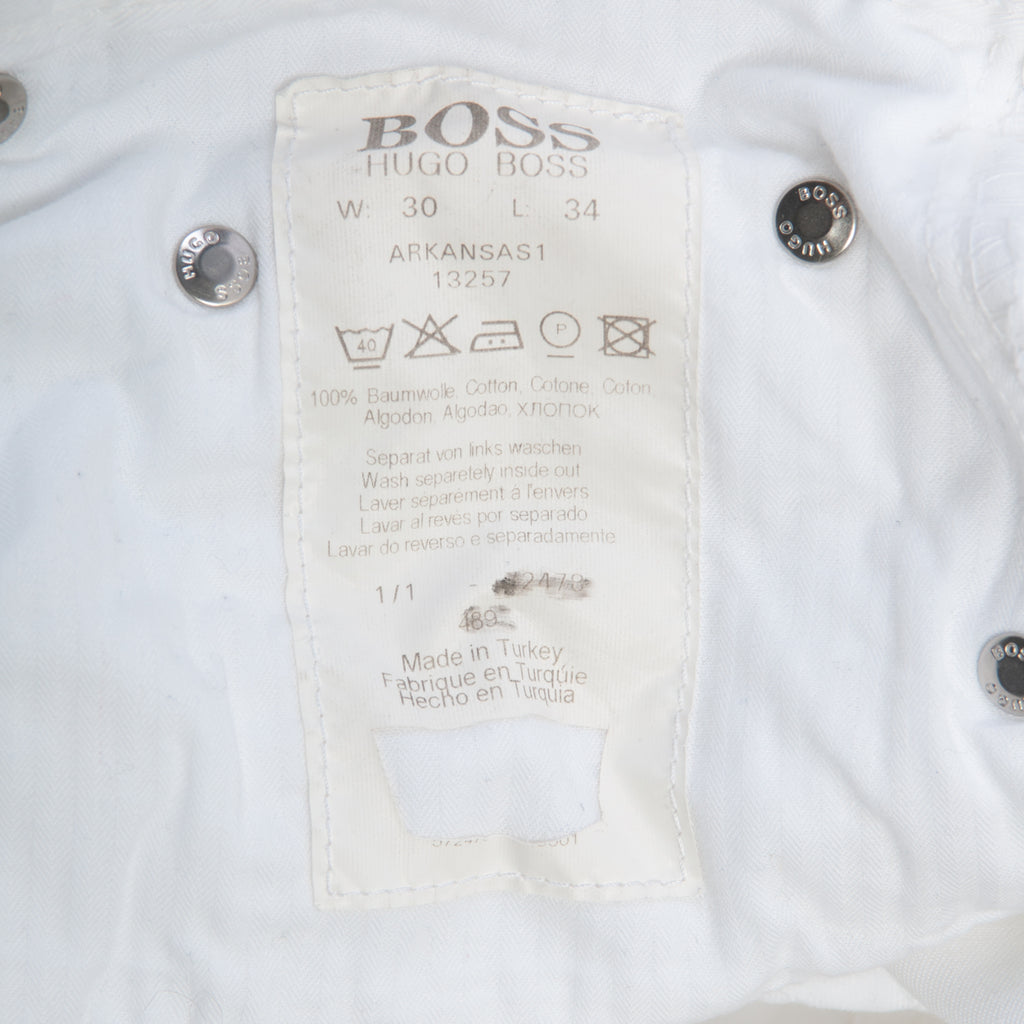 BOSS
HUGO BOSS
W: 30 L: 34
ARKANSAS1
13257
40 P
100% Baumwolle, Cotton, Cotone, Coton,
Algodon, Algodao, ХЛОПОК
Separat von links waschen
Wash separetely inside out
Laver séparément á l'envers
Lavar al revés por separado
Lavar do reverso e separadamente
1/1 -
489
Made in Turkey
Fabrique en Turquie
Hecho en Turquia
HUGO BOSS
BOSS HUGO